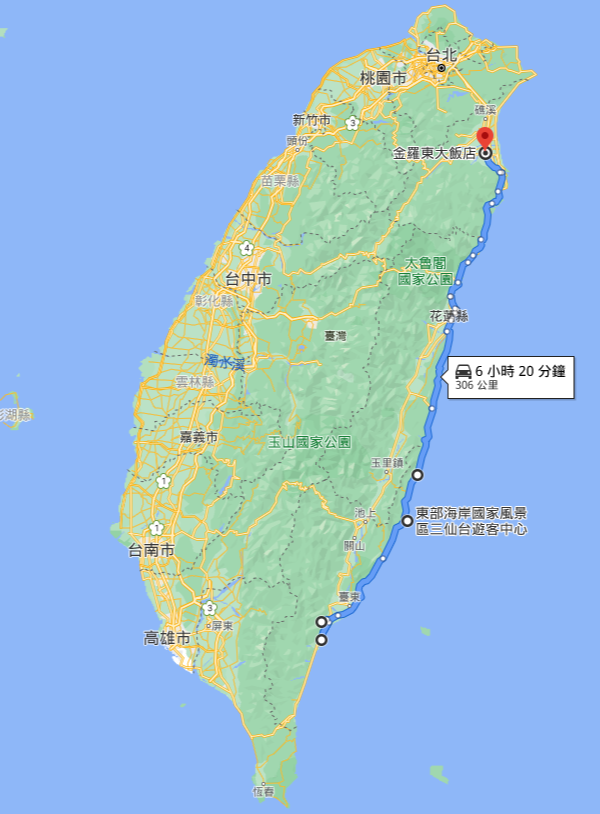 台北
桃園市
礁溪
新竹市
3
頭份
金羅東大飯店
苗栗縣
4
台中市
大魯閣
國家公園
彰化縣
花蓮縣
臺灣
濁水溪
6 小時 20 分鐘
306 公里
雲林縣
澎湖縣
嘉義市
玉山國家公園
玉里鎮
1
池上
東部海岸國家風景
區三仙台遊客中心
1
關山
台南市
臺東
3
屏東
高雄市
恆春